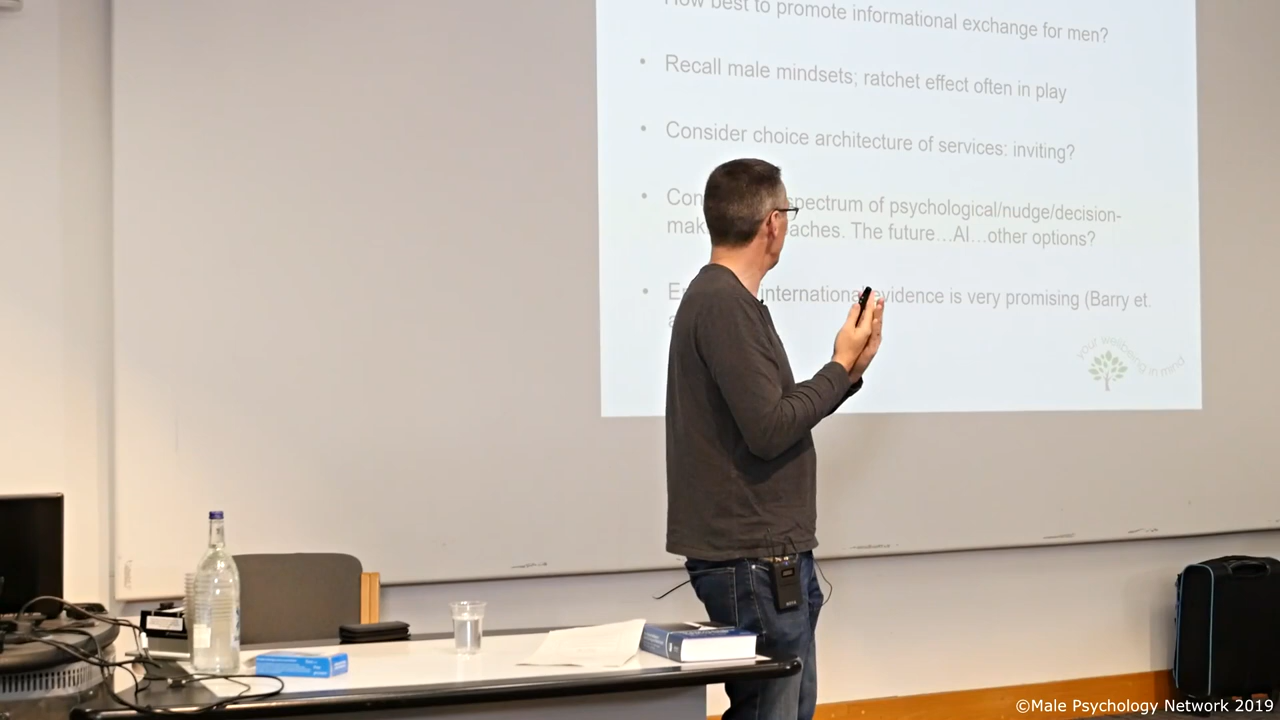 How best to promote informational exchange for men?
• Recall male mindsets; ratchet effect often in play
• Consider choice architecture of services: inviting?
• Con spectrum of psychological/nudge/decision-
mak aches. The future…AI…other options?
• E international evidence is very promising (Barry et.
your wellbeing in mind
©Male Psychology Network 2019